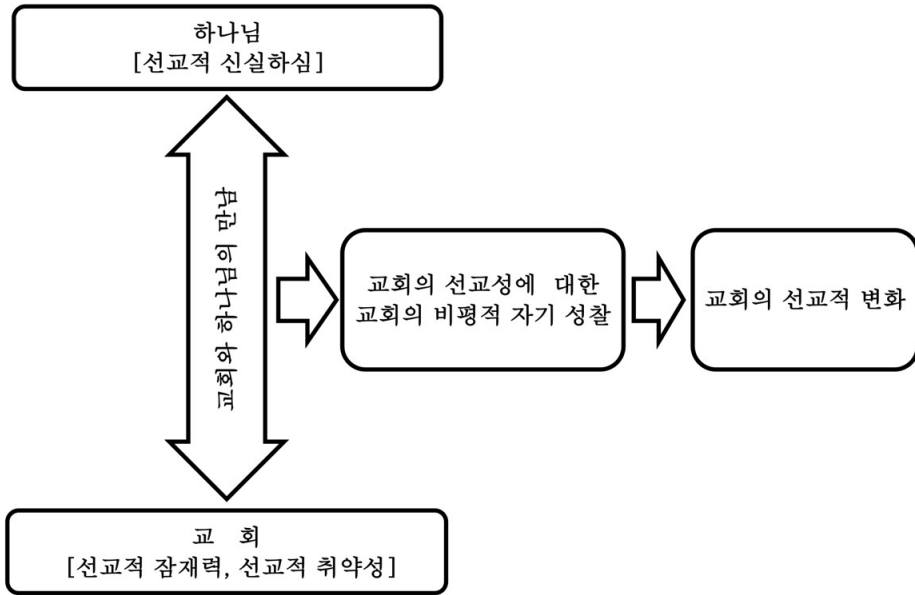 하나님
[선교적 신실하심]
교회와 하나님의 만남
교회의 선교성에 대한
교회의 비평적 자기 성찰
교회의 선교적 변화
교 회
[선교적 잠재력, 선교적 취약성]